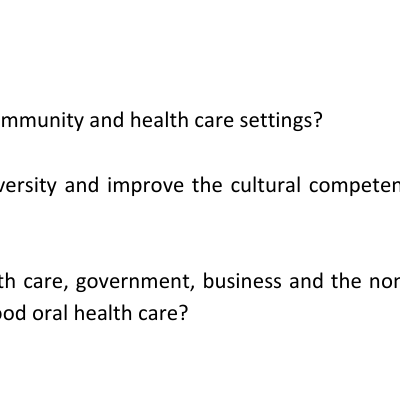 mmunity and health care settings?
versity and improve the cultural competen
th care, government, business and the non
ood oral health care?